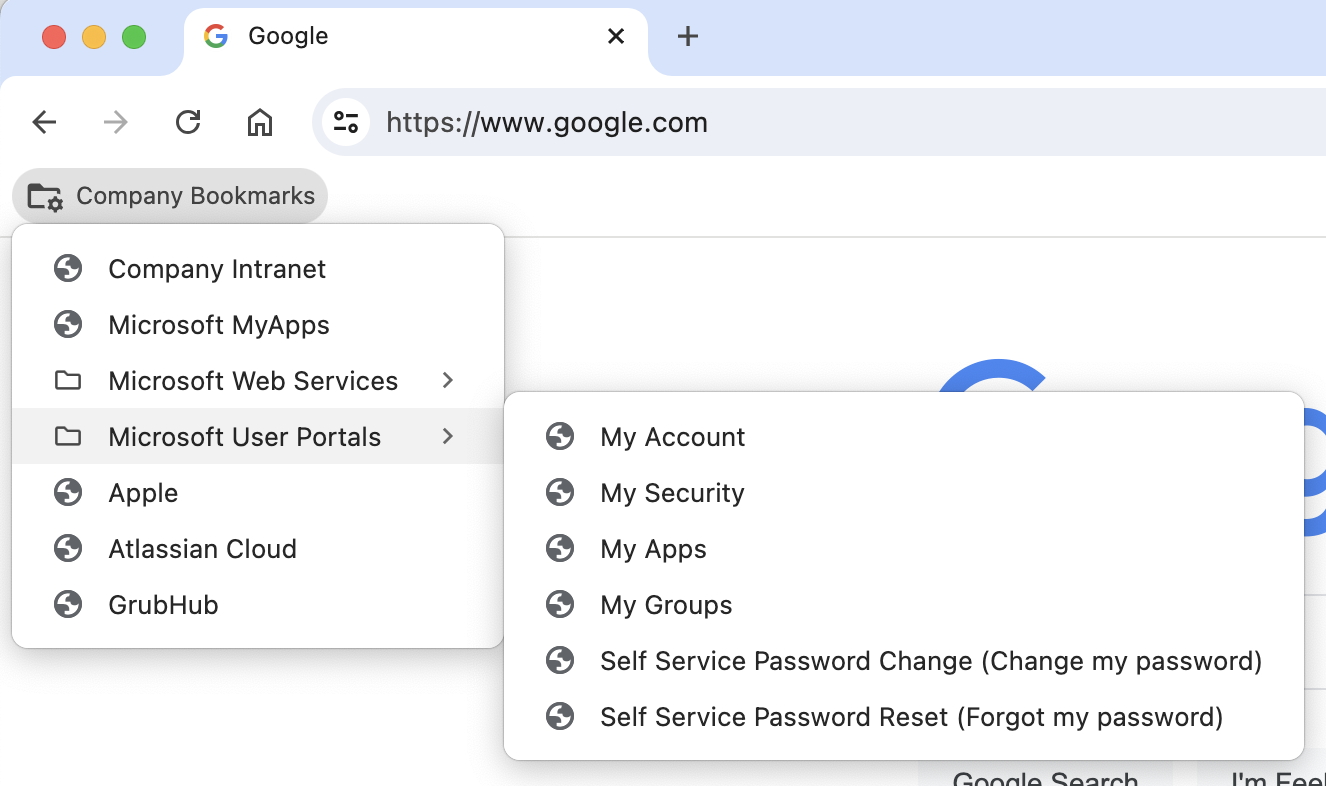 Google
https://www.google.com
Company Bookmarks
Company Intranet
Microsoft MyApps
Microsoft Web Services
Microsoft User Portals
Apple
Atlassian Cloud
GrubHub
My Account
My Security
My Apps
My Groups
Self Service Password Change (Change my password)
Self Service Password Reset (Forgot my password)
Google Search
I'm Feel